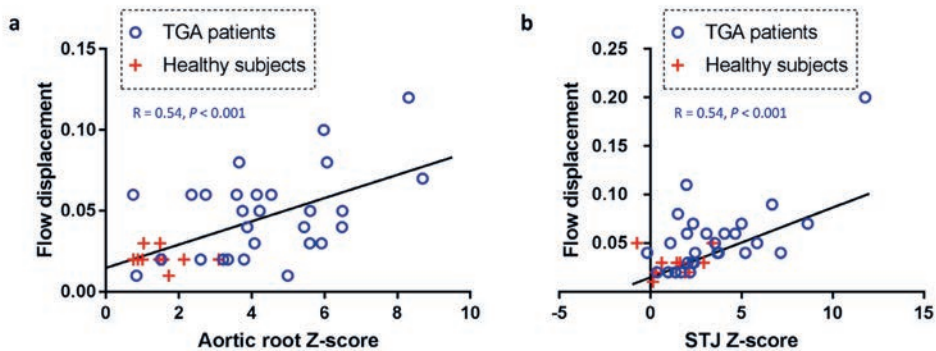 a
TGA patients
Healthy subjects
R = 0.54, P < 0.001
Flow displacement
0.15
0.10
0.05
0.00
0 2 4 6 8 10
Aortic root Z-score
b
TGA patients
Healthy subjects
R = 0.54, P < 0.001
Flow displacement
0.25
0.20
0.15
0.10
0.05
0.00
-5 0 5 10 15
STJ Z-score